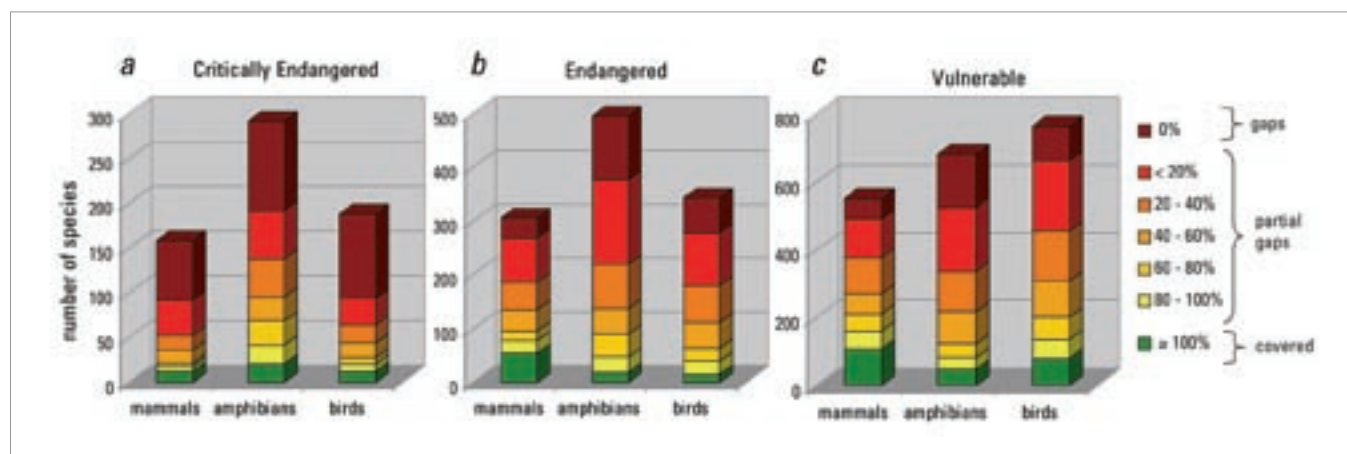 a Critically Endangered
number of species
300
250
200
150
100
50
0
mammals amphibians birds
b Endangered
500
400
300
200
100
0
mammals amphibians birds
c Vulnerable
800
600
400
200
0
mammals amphibians birds
0%
gaps
< 20%
20 - 40%
40 - 60%
60 - 80%
80 - 100%
partial
gaps
≥ 100%
covered